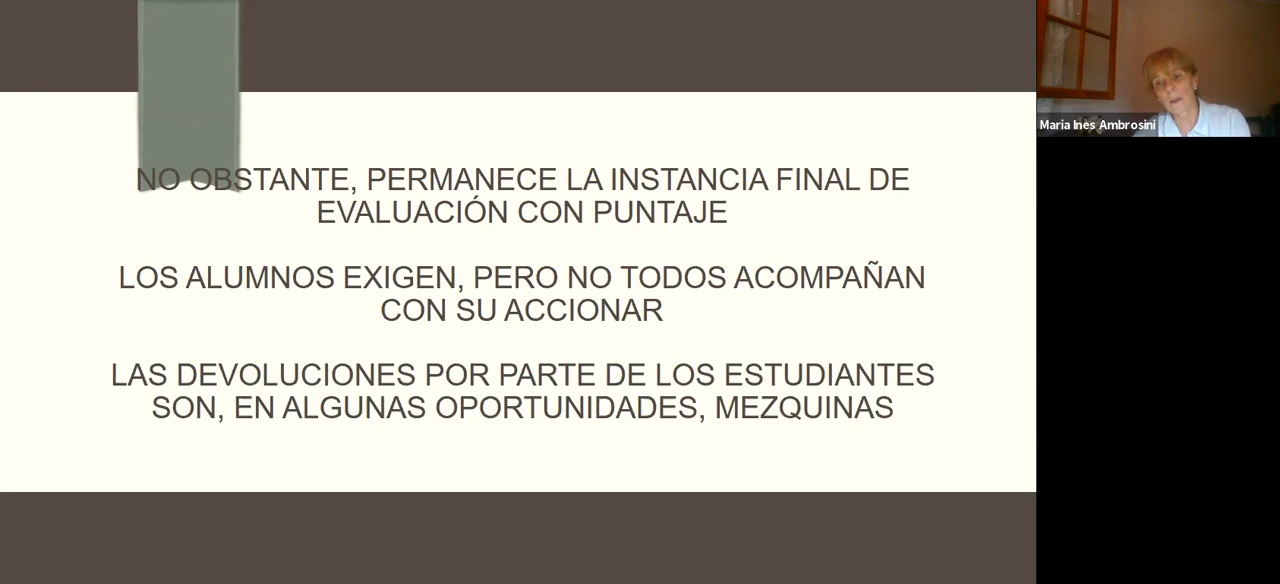 NO OBSTANTE, PERMANECE LA INSTANCIA FINAL DE
EVALUACIÓN CON PUNTAJE
LOS ALUMNOS EXIGEN, PERO NO TODOS ACOMPAÑAN
CON SU ACCIONAR
LAS DEVOLUCIONES POR PARTE DE LOS ESTUDIANTES
SON, EN ALGUNAS OPORTUNIDADES, MEZQUINAS
Maria Ines Ambrosini